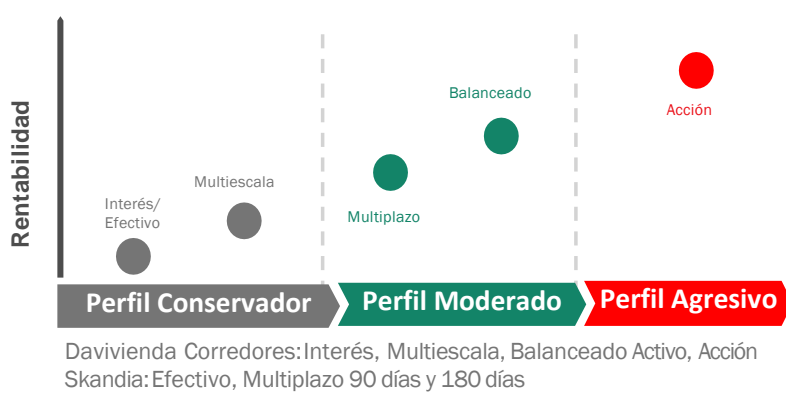 Rentabilidad
Interés/
Efectivo
Multiescala
Multiplazo
Balanceado
Acción
Perfil Conservador
Perfil Moderado
Perfil Agresivo
Davivienda Corredores: Interés, Multiescala, Balanceado Activo, Acción
Skandia: Efectivo, Multiplazo 90 días y 180 días